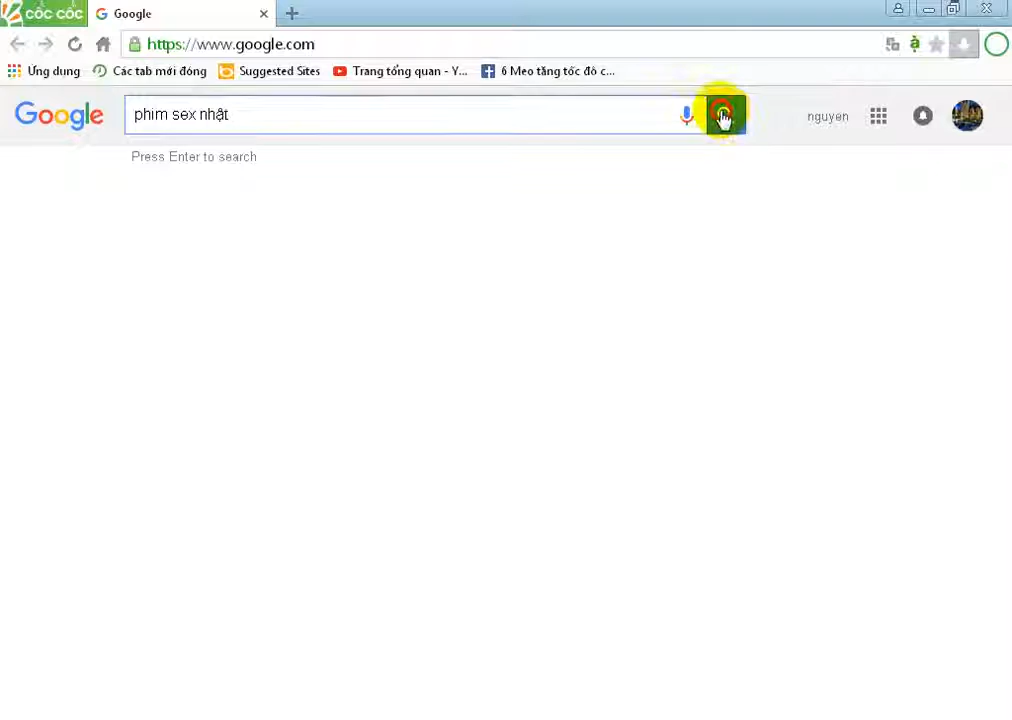 cốc cốc
Google
https://www.google.com
Ứng dụng
Các tab mới đóng
Suggested Sites
Trang tổng quan - Y...
6 Mẹo tăng tốc đô c...
Google
phim sex nhật
nguyen
Press Enter to search